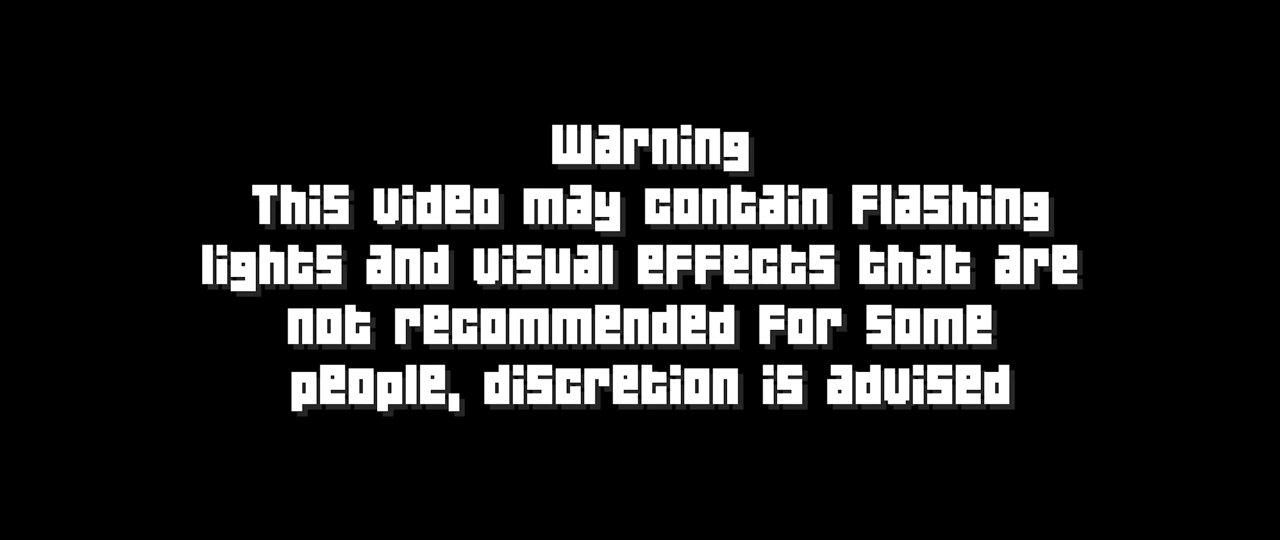 Warning
This video may contain flashing
lights and visual effects that are
not recommended for some
people, discretion is advised